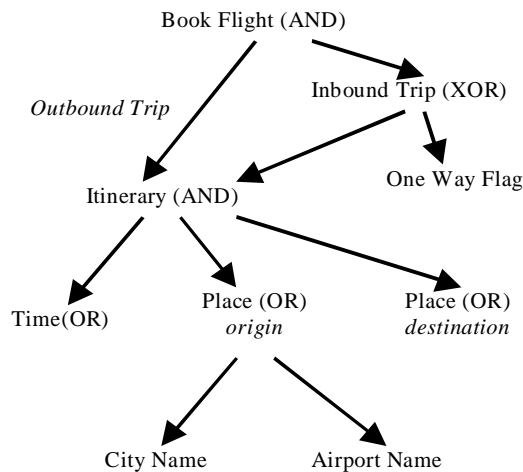 Book Flight (AND)
Inbound Trip (XOR)
Outbound Trip
One Way Flag
Itinerary (AND)
Time(OR)
Place (OR)
origin
Place (OR)
destination
City Name
Airport Name